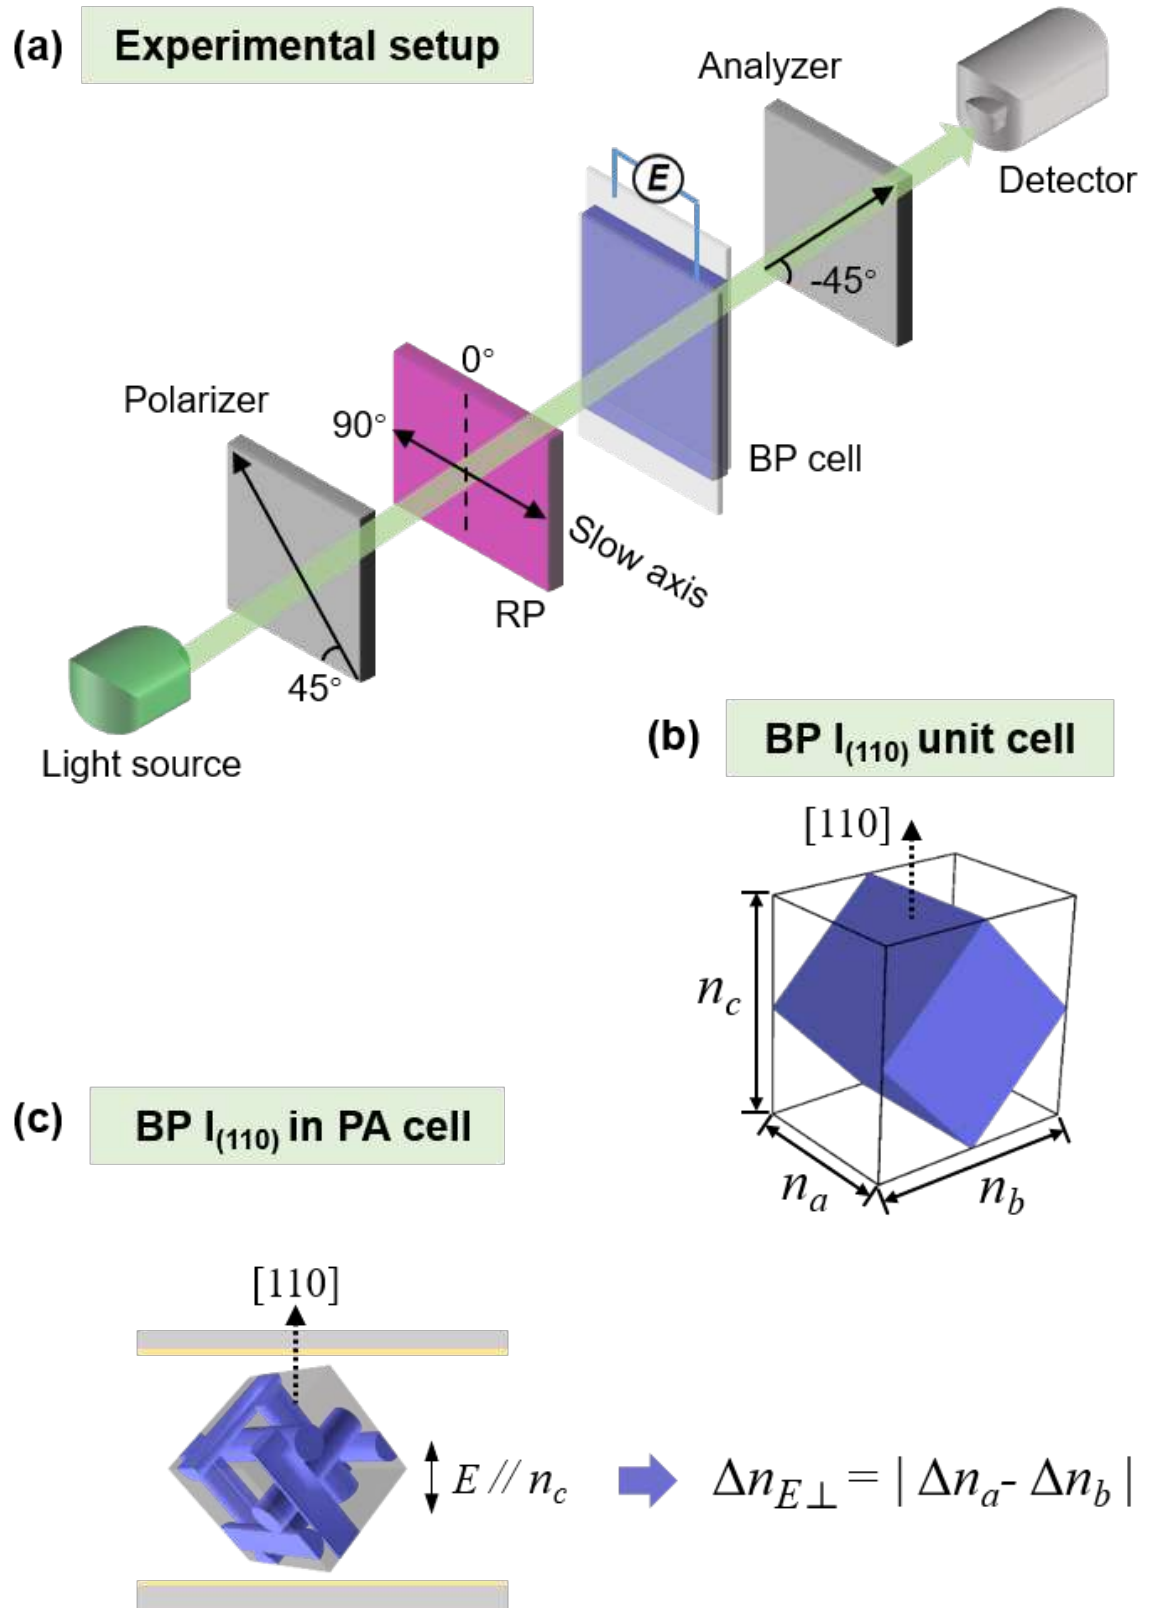 (a) Experimental setup
Analyzer
E
Detector
-45°
0°
Polarizer
90°
BP cell
Slow axis
RP
45°
Light source
(b) BP I(110) unit cell
[110]
nc
na
nb
(c) BP I(110) in PA cell
[110]
E // nc
ΔnE⊥ = | Δna- Δnb |